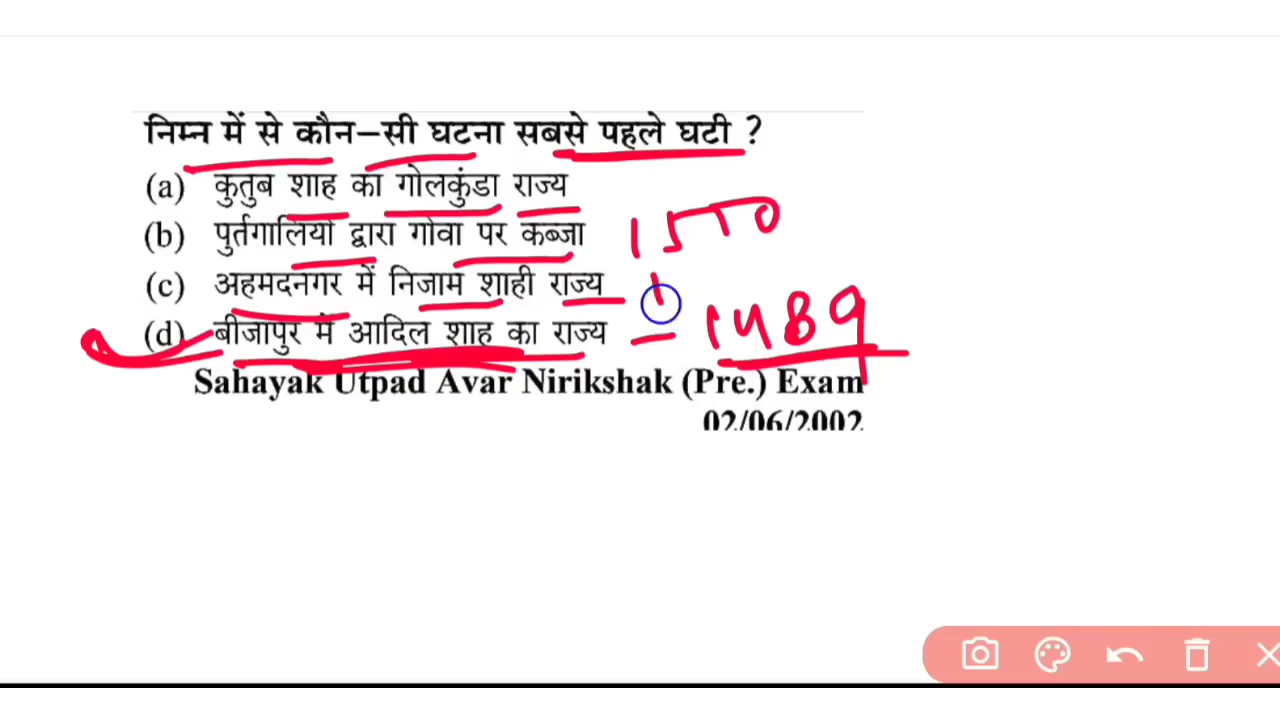 निम्न में से कौन–सी घटना सबसे पहले घटी ?
(a) कुतुब शाह का गोलकुंडा राज्य
(b) पुर्तगालियों द्वारा गोवा पर कब्जा 1510
(c) अहमदनगर में निजाम शाही राज्य
(d) बीजापुर में आदिल शाह का राज्य – 1489
Sahayak Utpad Avar Nirikshak (Pre.) Exam
02/06/2002